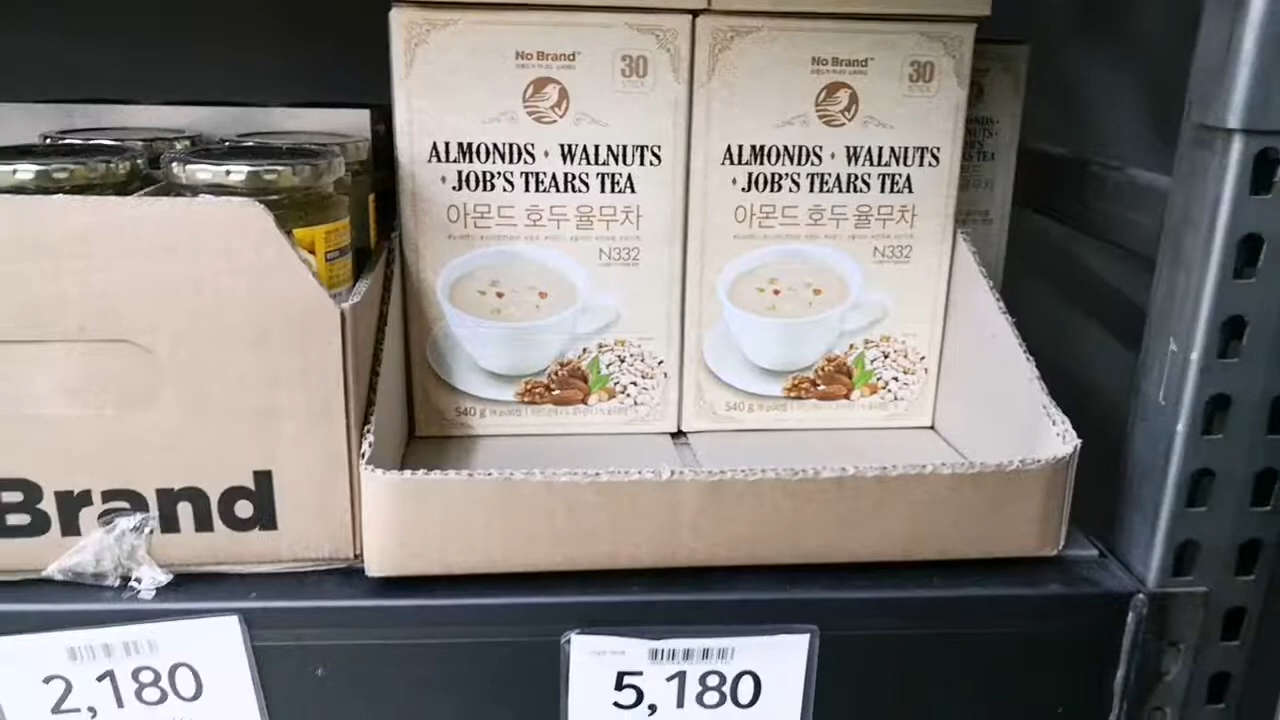 No Brand
30
STICK
ALMONDS • WALNUTS
• JOB'S TEARS TEA
아몬드 호두 율무차
N332
540 g
No Brand
30
STICK
ALMONDS • WALNUTS
• JOB'S TEARS TEA
아몬드 호두 율무차
N332
540 g
Brand
2,180
5,180